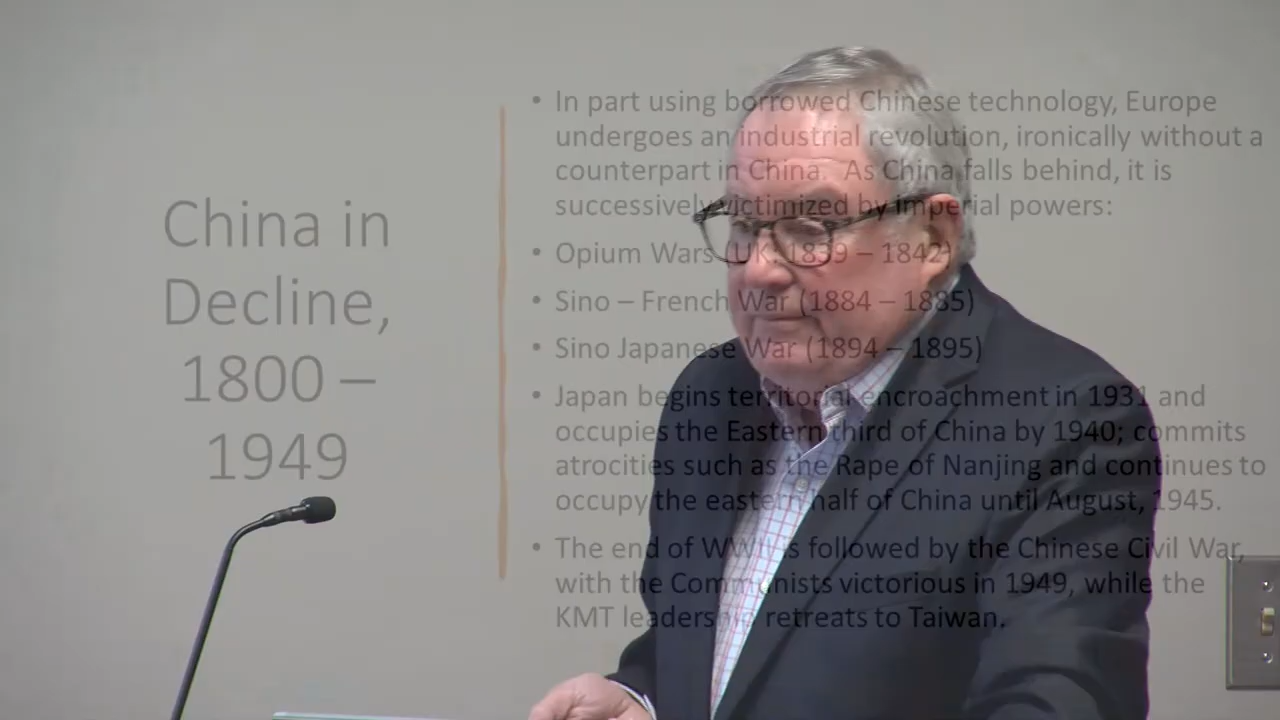 China in
Decline,
1800 –
1949
• In part using borrowed Chinese technology, Europe
undergoes an industrial revolution, ironically without a
counterpart in China. As China falls behind, it is
successively victimized by imperial powers:
• Opium Wars (UK, 1839 – 1842)
• Sino – French War (1884 – 1885)
• Sino Japanese War (1894 – 1895)
• Japan begins territorial encroachment in 1931 and
occupies the Eastern third of China by 1940; commits
atrocities such as the Rape of Nanjing and continues to
occupy the eastern half of China until August, 1945.
• The end of WWII is followed by the Chinese Civil War,
with the Communists victorious in 1949, while the
KMT leadership retreats to Taiwan.